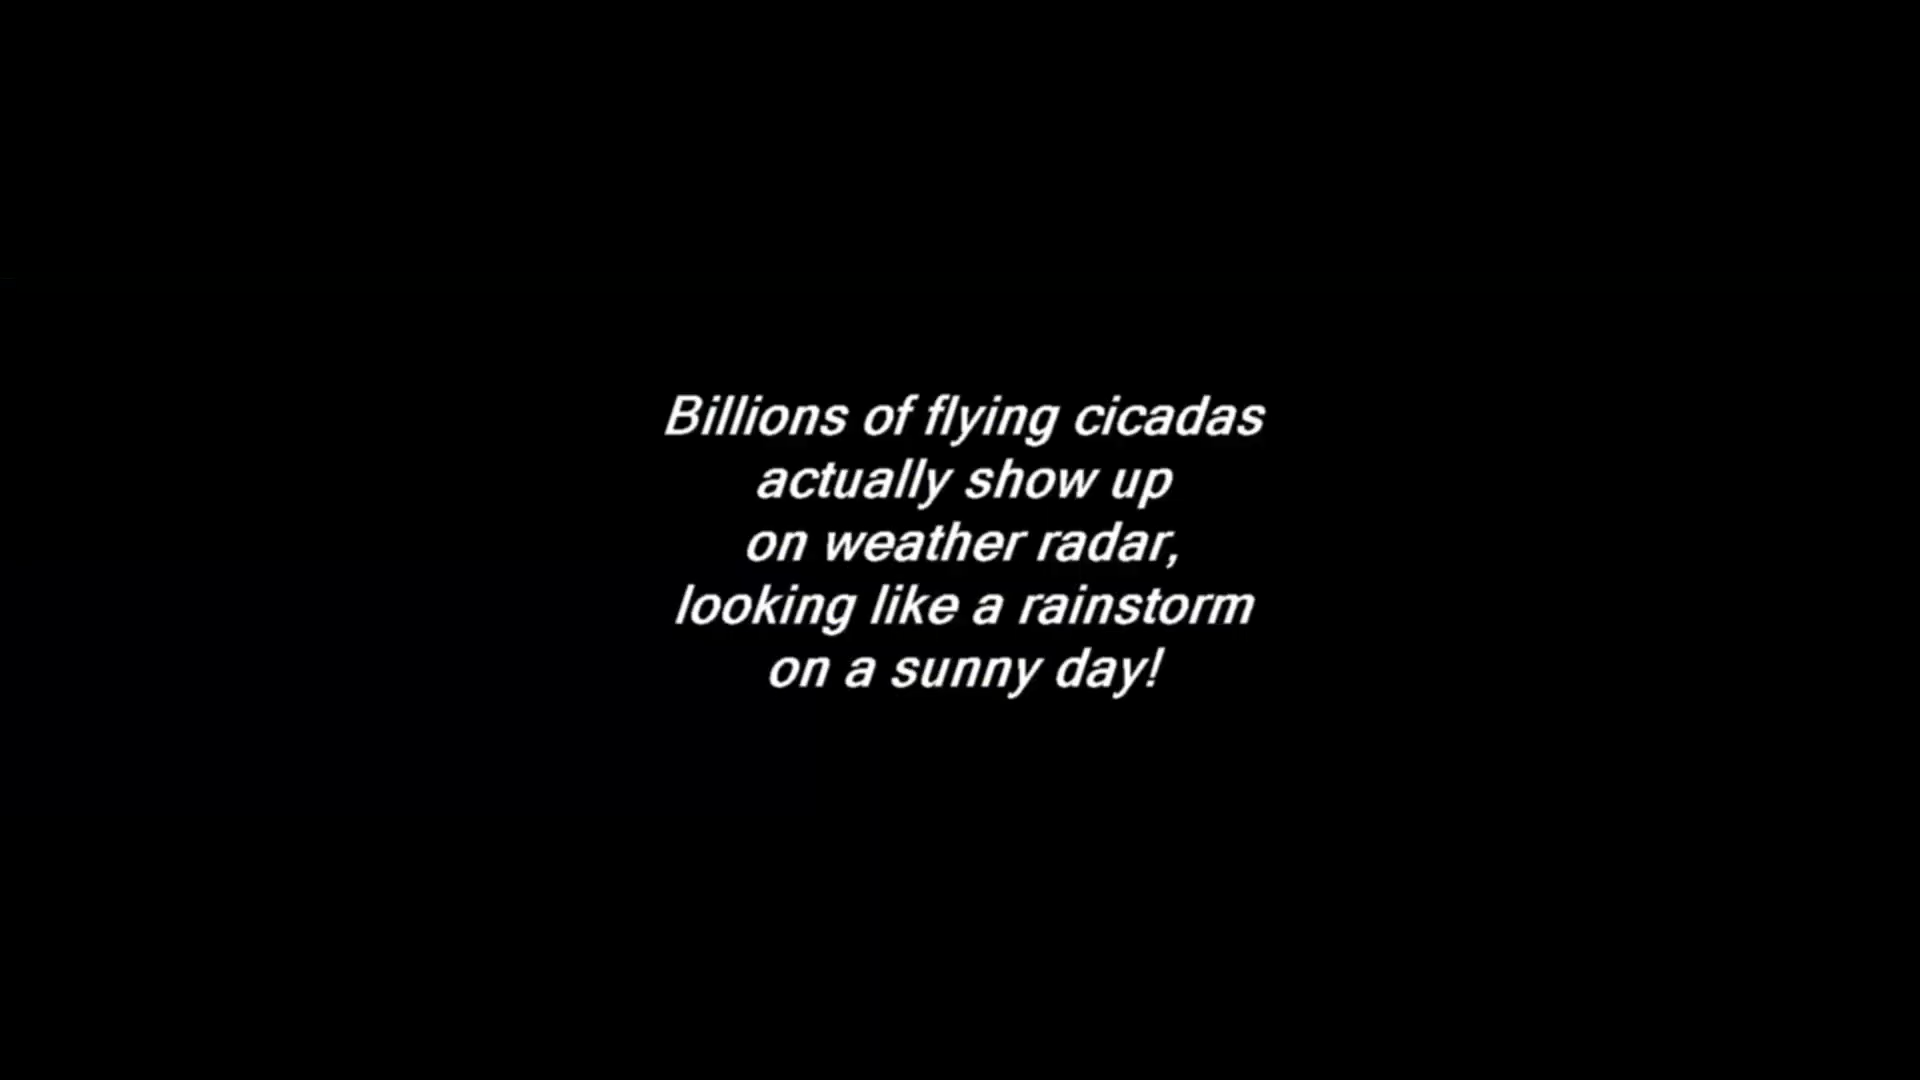 Billions of flying cicadas
actually show up
on weather radar,
looking like a rainstorm
on a sunny day!